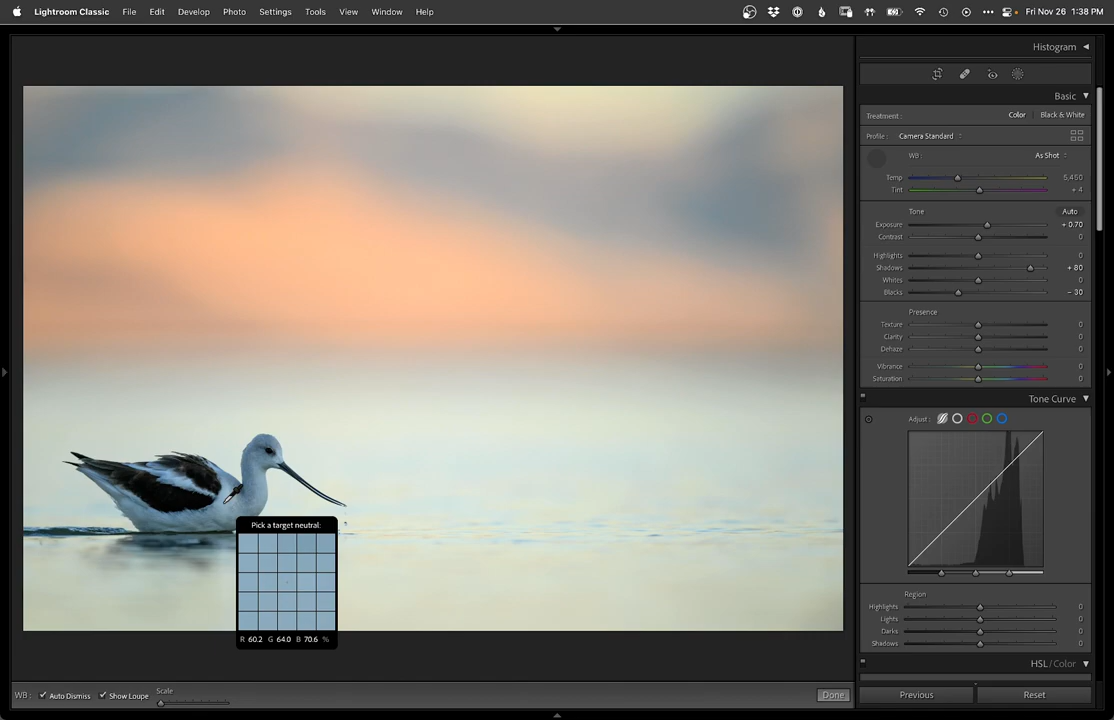 Lightroom Classic File Edit Develop Photo Settings Tools View Window Help Fri Nov 26 1:38 PM
Histogram
Basic
Treatment : Color Black & White
Profile : Camera Standard
WB : As Shot
Temp 5,450
Tint + 4
Tone Auto
Exposure + 0.70
Contrast 0
Highlights 0
Shadows + 80
Whites 0
Blacks – 30
Presence
Texture 0
Clarity 0
Dehaze 0
Vibrance 0
Saturation 0
Tone Curve
Adjust :
Region
Highlights 0
Lights 0
Darks 0
Shadows 0
HSL / Color
Pick a target neutral:
R 60.2 G 64.0 B 70.6 %
WB : Auto Dismiss Show Loupe Scale
Done
Previous Reset